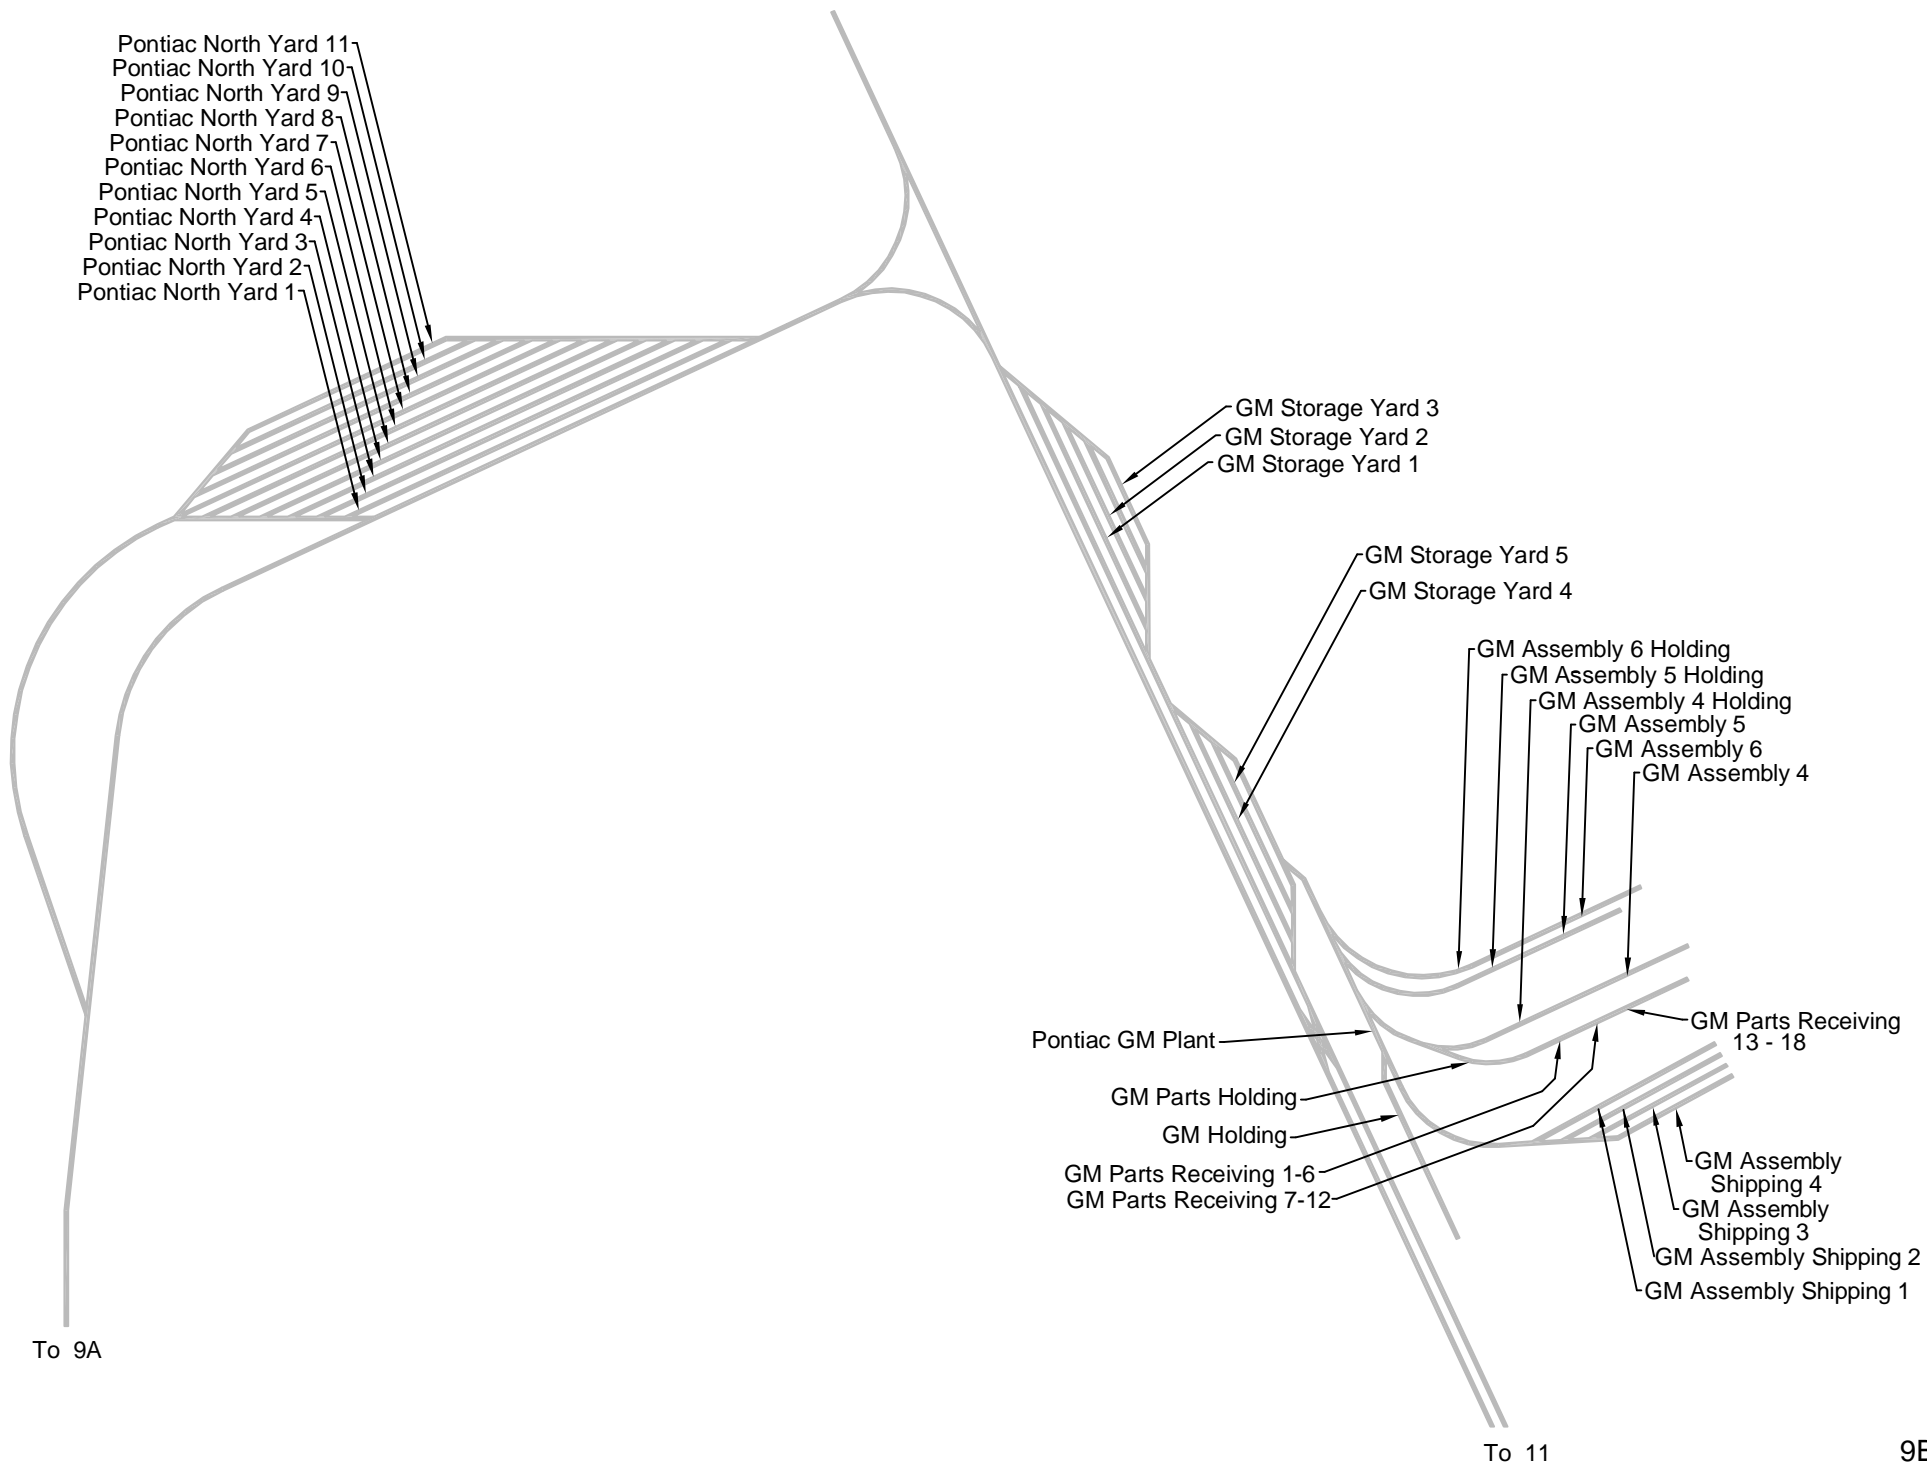 Pontiac North Yard 11
Pontiac North Yard 10
Pontiac North Yard 9
Pontiac North Yard 8
Pontiac North Yard 7
Pontiac North Yard 6
Pontiac North Yard 5
Pontiac North Yard 4
Pontiac North Yard 3
Pontiac North Yard 2
Pontiac North Yard 1
GM Storage Yard 3
GM Storage Yard 2
GM Storage Yard 1
GM Storage Yard 5
GM Storage Yard 4
GM Assembly 6 Holding
GM Assembly 5 Holding
GM Assembly 4 Holding
GM Assembly 5
GM Assembly 6
GM Assembly 4
GM Parts Receiving
13 - 18
Pontiac GM Plant
GM Parts Holding
GM Holding
GM Parts Receiving 1-6
GM Parts Receiving 7-12
GM Assembly
Shipping 4
GM Assembly
Shipping 3
GM Assembly Shipping 2
GM Assembly Shipping 1
To 9A
To 11